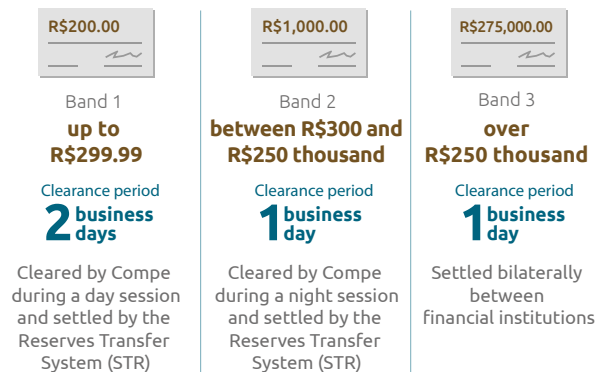 R$200.00
Band 1
up to
R$299.99
Clearance period
2 business
days
Cleared by Compe
during a day session
and settled by the
Reserves Transfer
System (STR)
R$1,000.00
Band 2
between R$300 and
R$250 thousand
Clearance period
1 business
day
Cleared by Compe
during a night session
and settled by the
Reserves Transfer
System (STR)
R$275,000.00
Band 3
over
R$250 thousand
Clearance period
1 business
day
Settled bilaterally
between
financial institutions